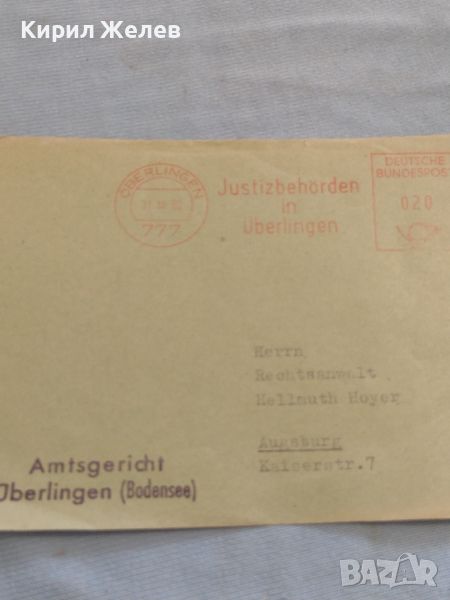 Кирил Желев
ÜBERLINGEN
777
Justizbehörden
in
Überlingen
DEUTSCHE
BUNDESPOST
020
Herrn
Rechtsanwalt
Hellmuth Hoyer
Augsburg
Kaiserstr.7
Amtsgericht
Überlingen (Bodensee)
BAZAR